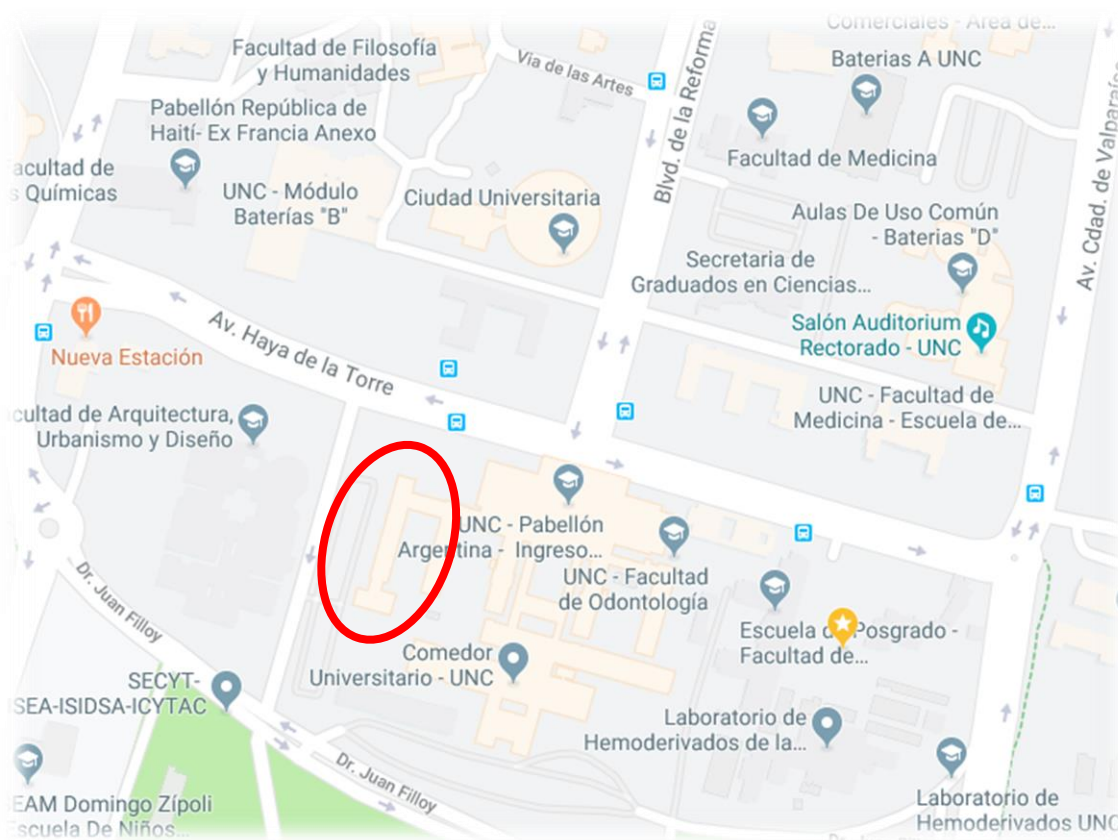 Comerciales - Área de...
Facultad de Filosofía
y Humanidades
Baterias A UNC
Via de las Artes
Blvd. de la Reforma
Pabellón República de
Haití- Ex Francia Anexo
Facultad de Medicina
Av. Cdad. de Valparaíso
acultad de
s Químicas
UNC - Módulo
Baterías "B"
Ciudad Universitaria
Aulas De Uso Común
- Baterias "D"
Secretaria de
Graduados en Ciencias...
Av. Haya de la Torre
Salón Auditorium
Rectorado - UNC
Nueva Estación
UNC - Facultad de
Medicina - Escuela de...
cultad de Arquitectura,
Urbanismo y Diseño
UNC - Pabellón
Argentina - Ingreso...
UNC - Facultad
de Odontología
Dr. Juan Filloy
Escuela de Posgrado -
Facultad de...
Comedor
Universitario - UNC
SECYT-
ISEA-ISIDSA-ICYTAC
Laboratorio de
Hemoderivados de la...
Dr. Juan Filloy
EAM Domingo Zípoli
Escuela De Niños...
Laboratorio de
Hemoderivados UNC